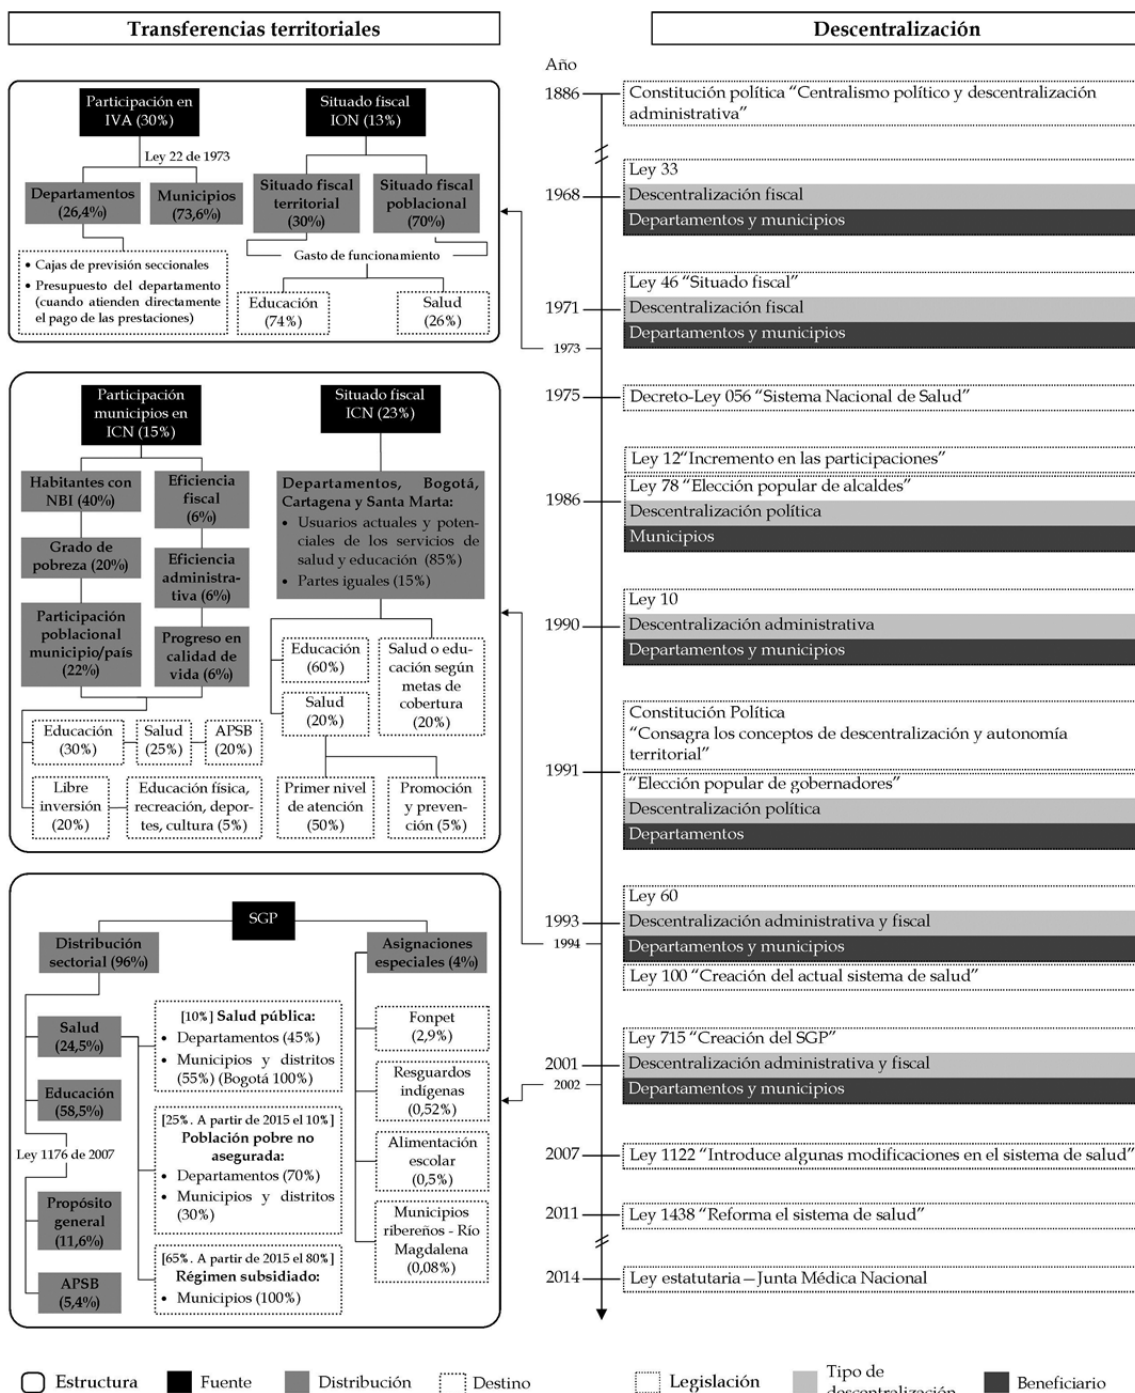 Transferencias territoriales
Participación en
IVA (30%)
Situado fiscal
ION (13%)
Ley 22 de 1973
Departamentos
(26,4%)
Municipios
(73,6%)
Situado fiscal
territorial
(30%)
Situado fiscal
poblacional
(70%)
• Cajas de previsión seccionales
• Presupuesto del departamento
(cuando atienden directamente
el pago de las prestaciones)
Gasto de funcionamiento
Educación
(74%)
Salud
(26%)
Participación
municipios en
ICN (15%)
Situado fiscal
ICN (23%)
Habitantes con
NBI (40%)
Eficiencia
fiscal
(6%)
Grado de
pobreza (20%)
Eficiencia
administra-
tiva (6%)
Participación
poblacional
municipio/país
(22%)
Progreso en
calidad de
vida (6%)
Departamentos, Bogotá,
Cartagena y Santa Marta:
• Usuarios actuales y poten-
ciales de los servicios de
salud y educación (85%)
• Partes iguales (15%)
Educación
(30%)
Salud
(25%)
APSB
(20%)
Libre
inversión
(20%)
Educación física,
recreación, depor-
tes, cultura (5%)
Educación
(60%)
Salud
(20%)
Salud o edu-
cación según
metas de
cobertura
(20%)
Primer nivel
de atención
(50%)
Promoción
y preven-
ción (5%)
SGP
Distribución
sectorial (96%)
Asignaciones
especiales (4%)
Salud
(24,5%)
Educación
(58,5%)
Ley 1176 de 2007
Propósito
general
(11,6%)
APSB
(5,4%)
[10%] Salud pública:
• Departamentos (45%)
• Municipios y distritos
(55%) (Bogotá 100%)
[25%. A partir de 2015 el 10%]
Población pobre no
asegurada:
• Departamentos (70%)
• Municipios y distritos
(30%)
[65%. A partir de 2015 el 80%]
Régimen subsidiado:
• Municipios (100%)
Fonpet
(2,9%)
Resguardos
indígenas
(0,52%)
Alimentación
escolar
(0,5%)
Municipios
ribereños - Río
Magdalena
(0,08%)
Estructura
Fuente
Distribución
Destino
Descentralización
Año
1886
Constitución política “Centralismo político y descentralización
administrativa”
1968
Ley 33
Descentralización fiscal
Departamentos y municipios
1971
Ley 46 “Situado fiscal”
Descentralización fiscal
Departamentos y municipios
1973
1975
Decreto-Ley 056 “Sistema Nacional de Salud”
1986
Ley 12“Incremento en las participaciones”
Ley 78 “Elección popular de alcaldes”
Descentralización política
Municipios
1990
Ley 10
Descentralización administrativa
Departamentos y municipios
1991
Constitución Política
“Consagra los conceptos de descentralización y autonomía
territorial”
“Elección popular de gobernadores”
Descentralización política
Departamentos
1993
Ley 60
Descentralización administrativa y fiscal
1994
Departamentos y municipios
Ley 100 “Creación del actual sistema de salud”
2001
Ley 715 “Creación del SGP”
Descentralización administrativa y fiscal
2002
Departamentos y municipios
2007
Ley 1122 “Introduce algunas modificaciones en el sistema de salud”
2011
Ley 1438 “Reforma el sistema de salud”
2014
Ley estatutaria—Junta Médica Nacional
Legislación
Tipo de
descentralización
Beneficiario